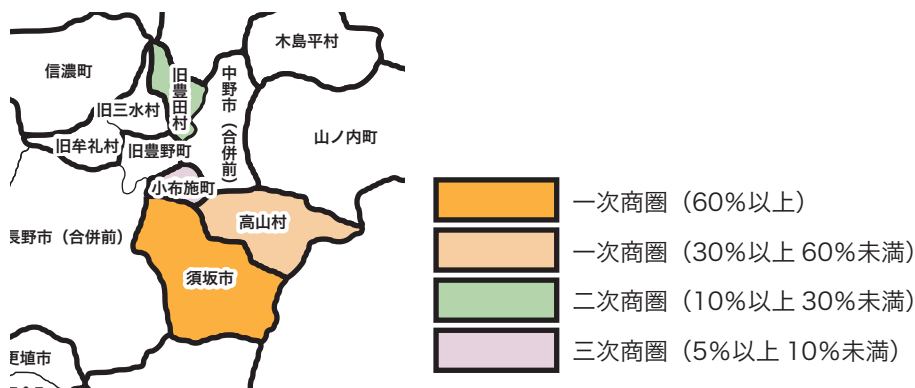 木島平村
信濃町
旧豊田村
中野市（合併前）
旧三水村
山ノ内町
旧牟礼村
旧豊野町
小布施町
高山村
長野市（合併前）
須坂市
更埴市
一次商圏（60%以上）
一次商圏（30%以上 60%未満）
二次商圏（10%以上 30%未満）
三次商圏（5%以上 10%未満）